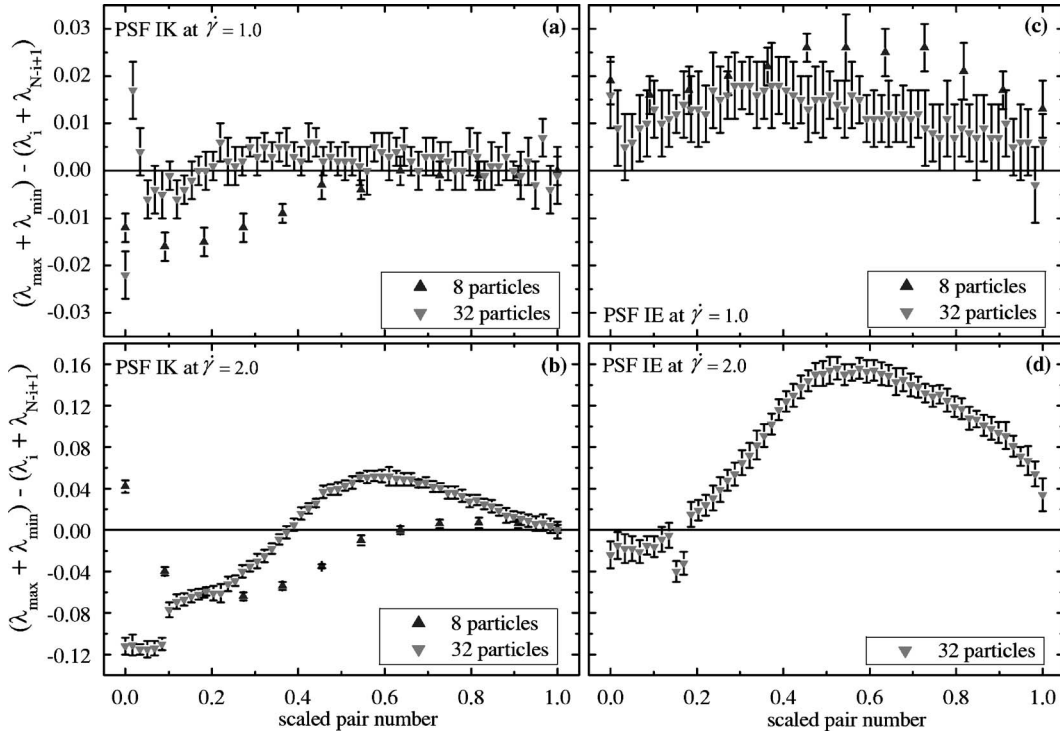 PSF IK at γ̇ = 1.0
(a)
0.03
0.02
0.01
0.00
-0.01
-0.02
-0.03
(λmax + λmin) - (λi + λN-i+1)
8 particles
32 particles
(c)
8 particles
32 particles
PSF IE at γ̇ = 1.0
PSF IK at γ̇ = 2.0
(b)
0.16
0.12
0.08
0.04
0.00
-0.04
-0.08
-0.12
(λmax + λmin) - (λi + λN-i+1)
8 particles
32 particles
0.0 0.2 0.4 0.6 0.8 1.0
scaled pair number
PSF IE at γ̇ = 2.0
(d)
32 particles
0.0 0.2 0.4 0.6 0.8 1.0
scaled pair number